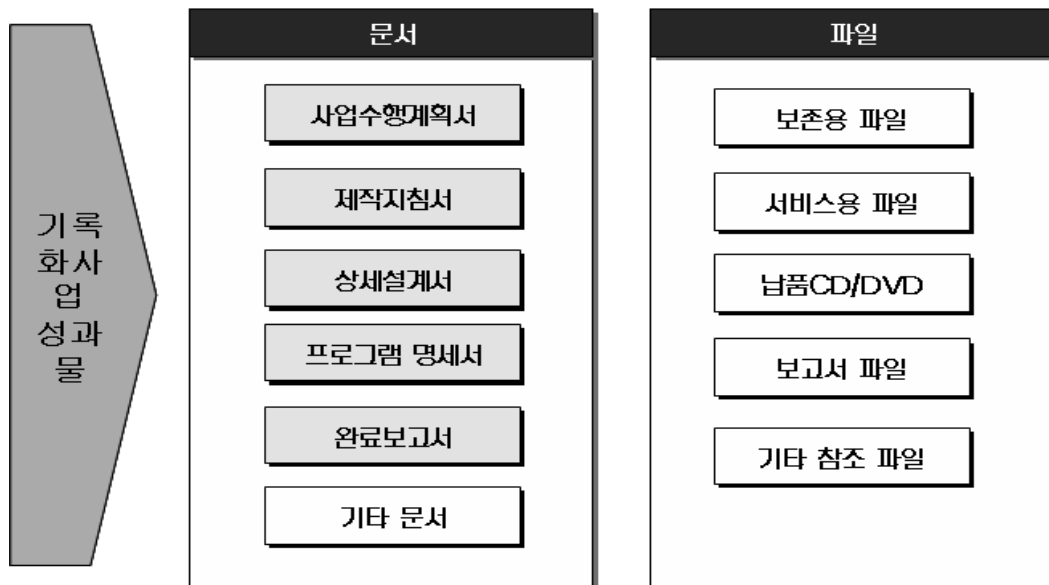 기록
화사
업
성과
물
문서
사업수행계획서
제작지침서
상세설계서
프로그램 명세서
완료보고서
기타 문서
파일
보존용 파일
서비스용 파일
납품CD/DVD
보고서 파일
기타 참조 파일